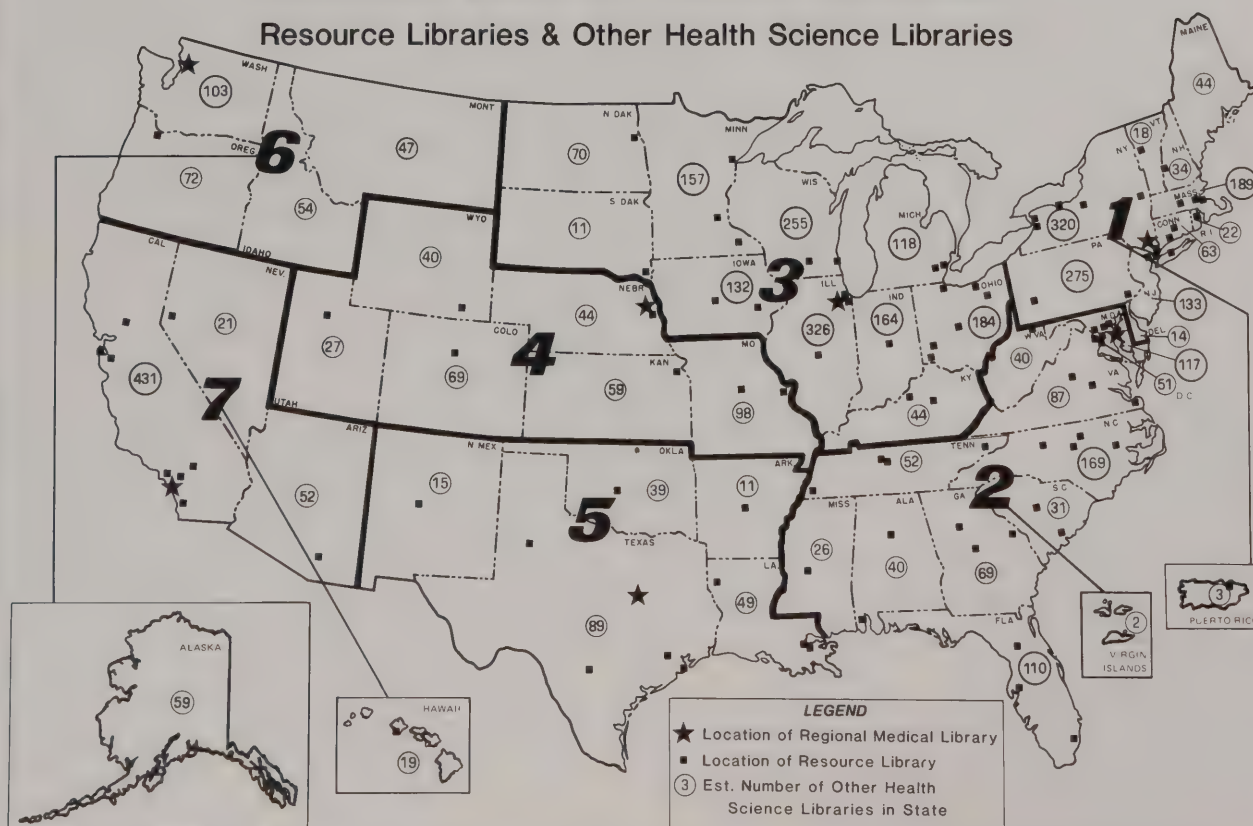 Resource Libraries & Other Health Science Libraries
WASH
103
MONT
47
OREG
6
72
54
IDAHO
N DAK
70
MINN
157
S DAK
11
WYO
40
WIS
255
MICH
118
IOWA
132
3
ILL
326
IND
164
OHIO
184
KY
44
MAINE
44
VT
18
NY
NH
34
MASS
189
CONN
R I
22
63
320
1
PA
275
N J
133
MD
DEL
14
117
51
D C
W VA
40
VA
87
CAL
431
NEV.
21
7
27
UTAH
COLO
69
4
NEBR
44
KAN
59
MO
98
ARIZ
52
N MEX
15
OKLA
39
ARK
11
5
TEXAS
89
LA
49
TENN
52
N C
169
2
S C
31
MISS
26
ALA
40
GA
69
FLA
110
ALASKA
59
HAWAII
19
2
VIRGIN
ISLANDS
3
PUERTO RICO
LEGEND
Location of Regional Medical Library
Location of Resource Library
3 Est. Number of Other Health
Science Libraries in State